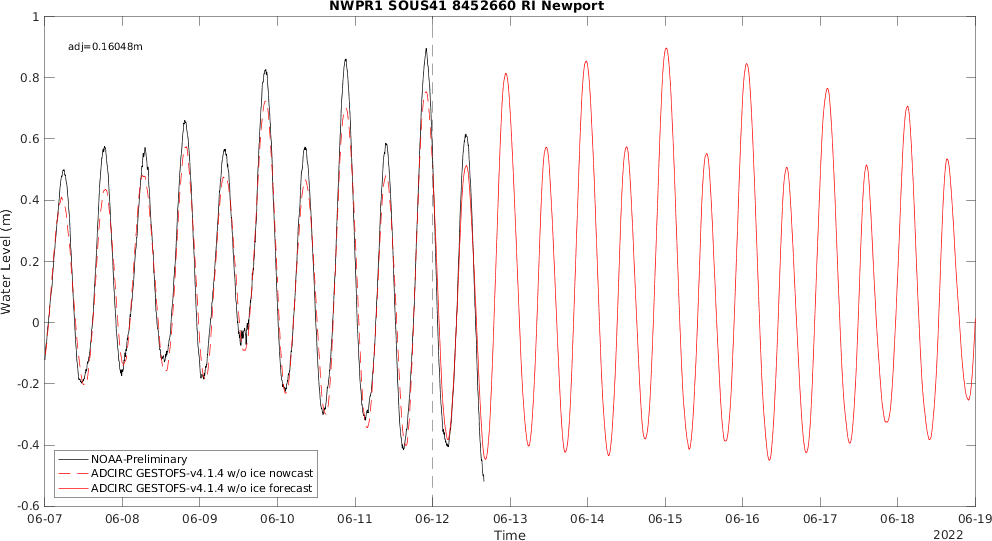 NWPR1 SOUS41 8452660 RI Newport
adj=0.16048m
Water Level (m)
1
0.8
0.6
0.4
0.2
0
-0.2
-0.4
-0.6
NOAA-Preliminary
ADCIRC GESTOFS-v4.1.4 w/o ice nowcast
ADCIRC GESTOFS-v4.1.4 w/o ice forecast
06-07 06-08 06-09 06-10 06-11 06-12 06-13 06-14 06-15 06-16 06-17 06-18 06-19
Time
2022